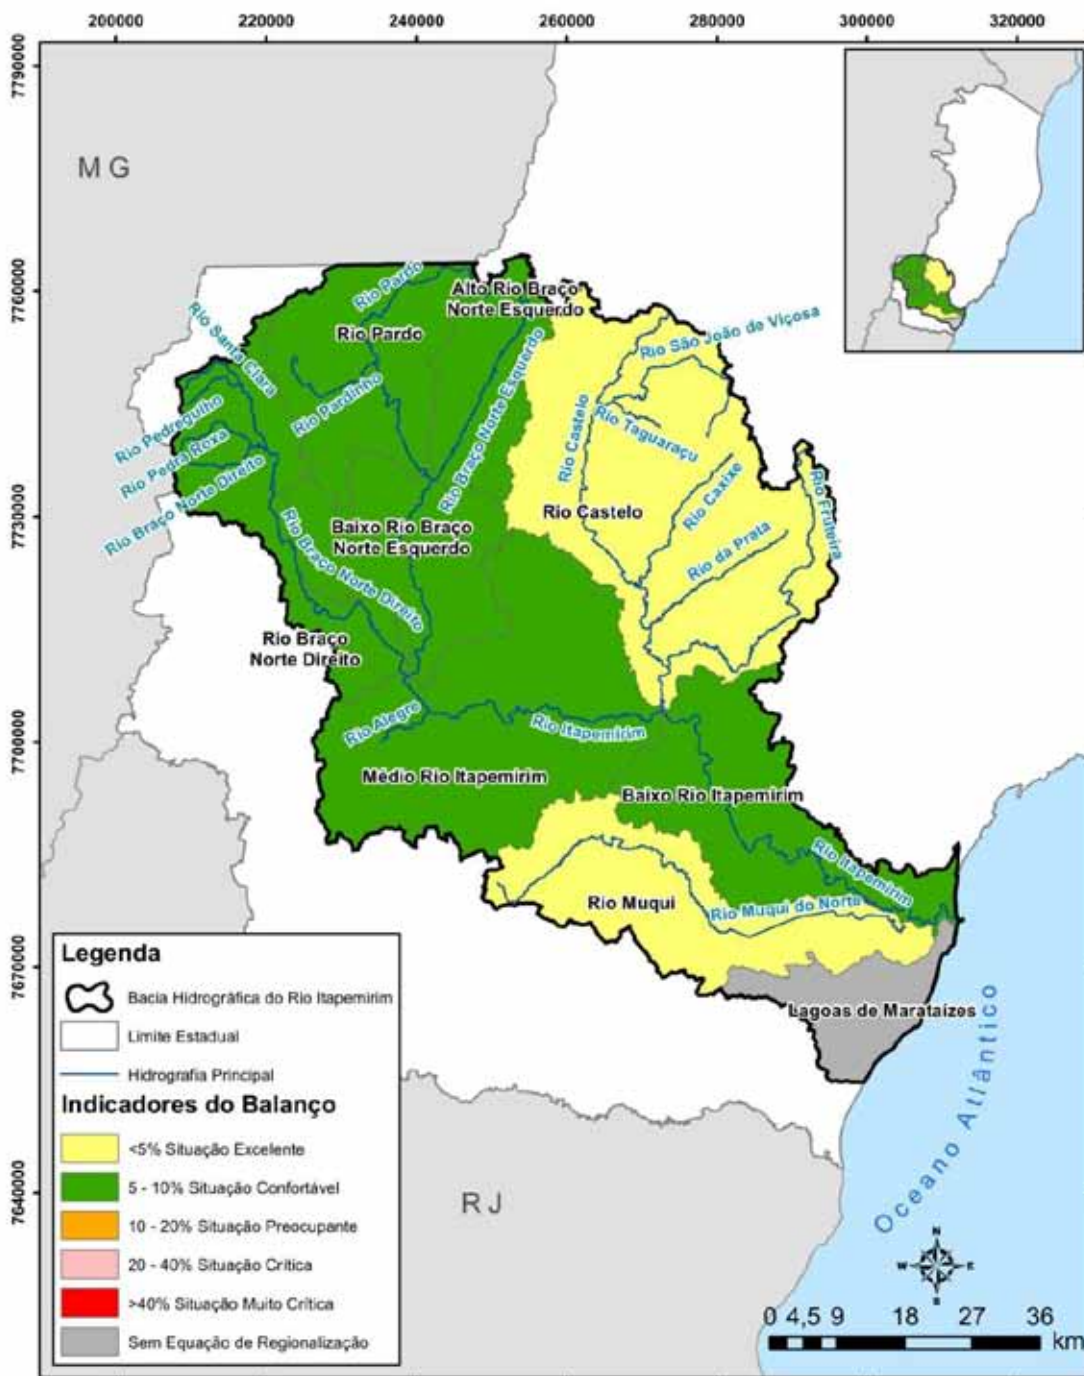 200000 220000 240000 260000 280000 300000 320000
7790000
7760000
7730000
7700000
7670000
7640000
MG
Rio Pardo
Alto Rio Braço
Norte Esquerdo
Rio Pardo
Rio Santa Clara
Rio São João de Viçosa
Rio Pardinho
Rio Braço Norte Esquerdo
Rio Pedregulho
Rio Pedra Roxa
Rio Braço Norte Direito
Rio Castelo
Rio Taguaraçu
Rio Caxixe
Rio Fruteira
Rio Castelo
Rio da Prata
Baixo Rio Braço
Norte Esquerdo
Rio Braço Norte Direito
Rio Braço
Norte Direito
Rio Alegre
Rio Itapemirim
Médio Rio Itapemirim
Baixo Rio Itapemirim
Rio Itapemirim
Rio Muqui
Rio Muqui do Norte
Lagoas de Marataízes
Oceano Atlântico
RJ
Legenda
Bacia Hidrográfica do Rio Itapemirim
Limite Estadual
Hidrografia Principal
Indicadores do Balanço
<5% Situação Excelente
5 - 10% Situação Confortável
10 - 20% Situação Preocupante
20 - 40% Situação Crítica
>40% Situação Muito Crítica
Sem Equação de Regionalização
N
W E
S
0 4,5 9 18 27 36
km